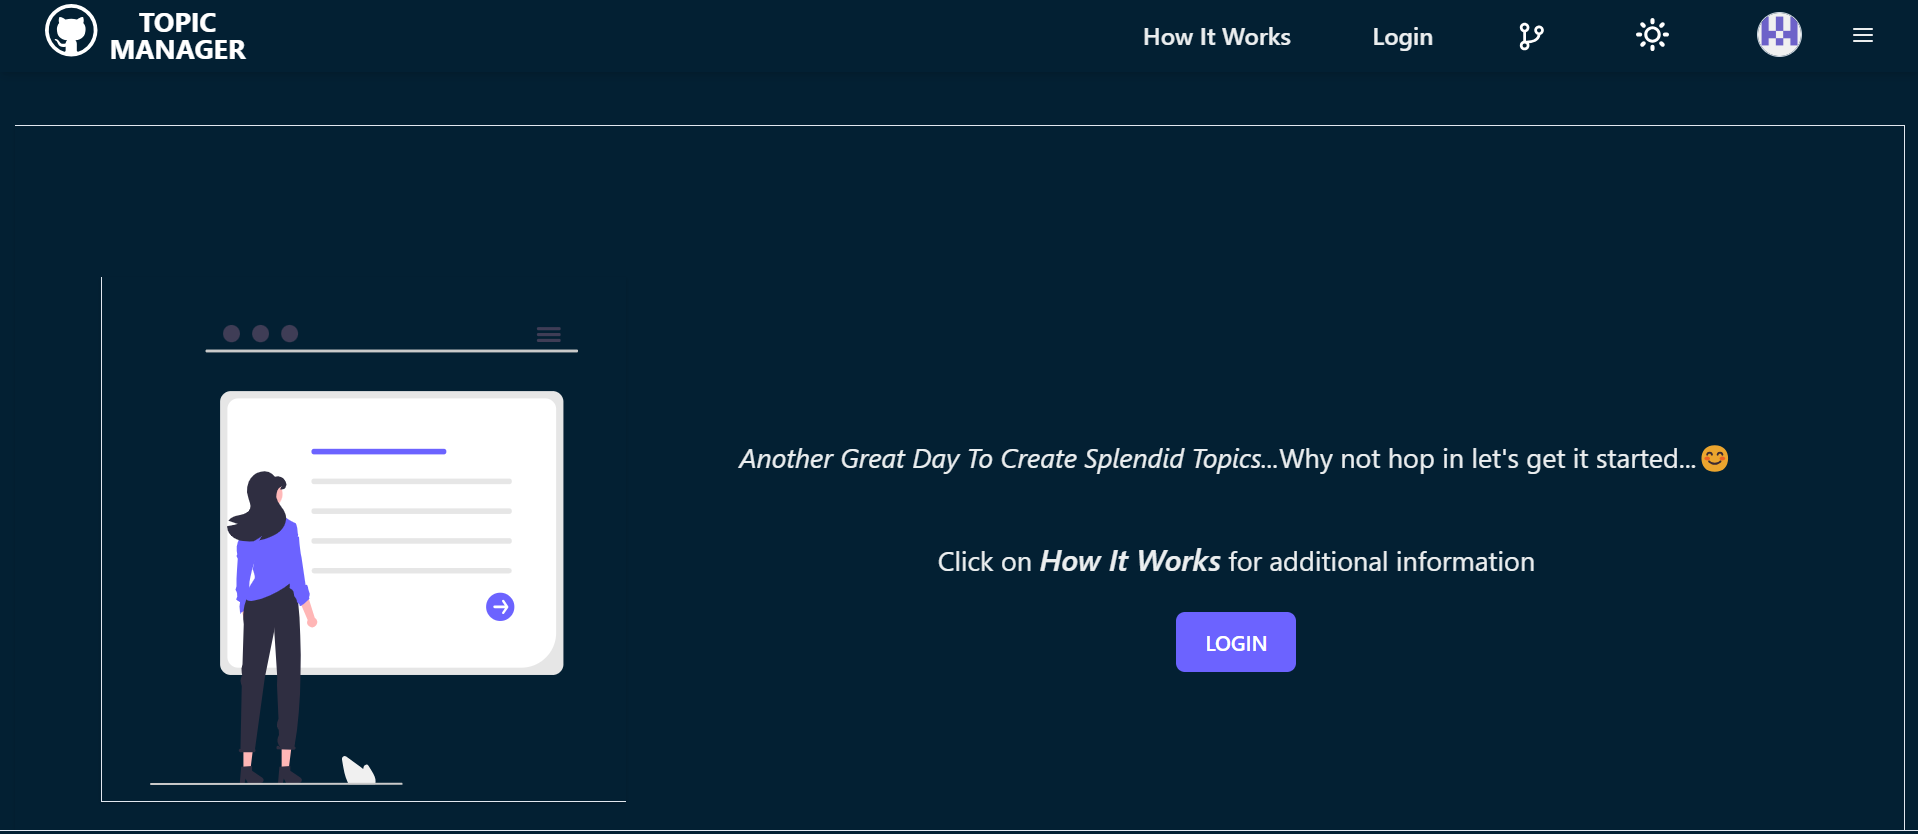 TOPIC
MANAGER
How It Works
Login
Another Great Day To Create Splendid Topics...Why not hop in let's get it started...😊
Click on How It Works for additional information
LOGIN